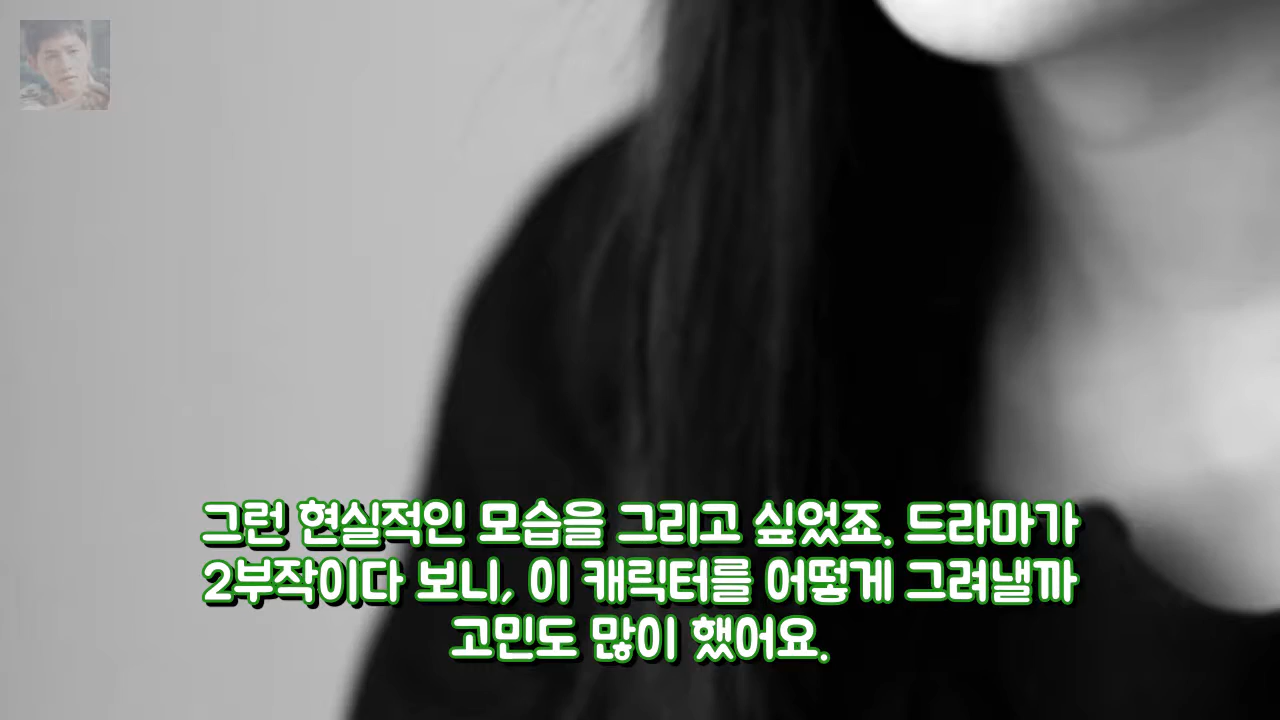 그런 현실적인 모습을 그리고 싶었죠. 드라마가
2부작이다 보니, 이 캐릭터를 어떻게 그려낼까
고민도 많이 했어요.